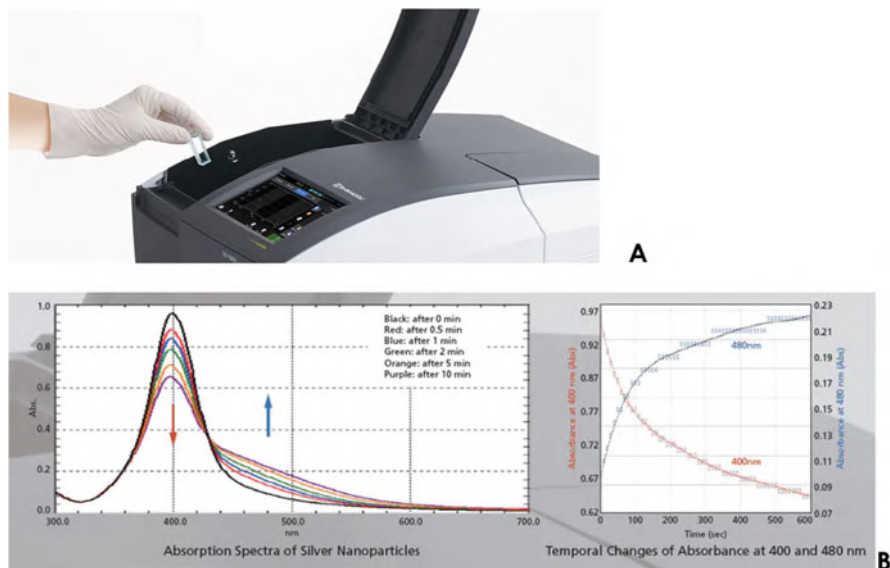 SHIMADZU
A
1.0
0.8
0.6
0.4
0.2
0.0
Abs.
300.0
400.0
500.0
600.0
700.0
nm
Black: after 0 min
Red: after 0.5 min
Blue: after 1 min
Green: after 2 min
Orange: after 5 min
Purple: after 10 min
Absorption Spectra of Silver Nanoparticles
Absorbance at 400 nm (Abs)
0.97
0.92
0.87
0.77
0.72
0.67
0.62
480nm
400nm
0.23
0.21
0.19
0.17
0.15
0.13
0.11
0.09
0.07
Absorbance at 480 nm (Abs)
0
100
200
300
400
500
600
Time (sec)
Temporal Changes of Absorbance at 400 and 480 nm
B